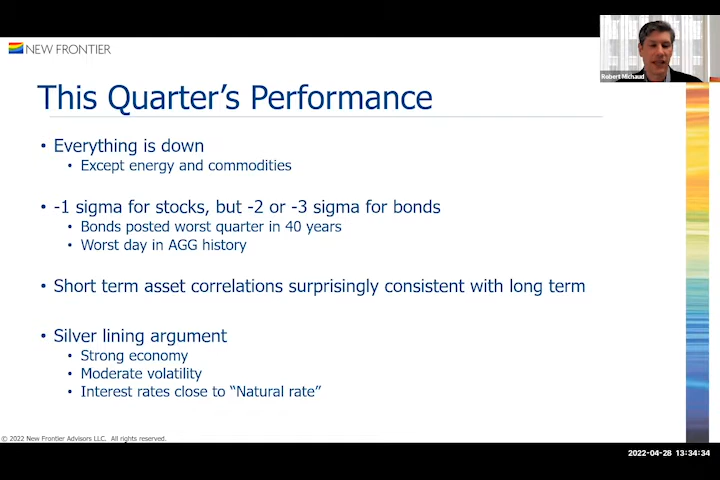 NEW FRONTIER
Robert Michaud
This Quarter's Performance
• Everything is down
• Except energy and commodities
• -1 sigma for stocks, but -2 or -3 sigma for bonds
• Bonds posted worst quarter in 40 years
• Worst day in AGG history
• Short term asset correlations surprisingly consistent with long term
• Silver lining argument
• Strong economy
• Moderate volatility
• Interest rates close to “Natural rate”
© 2022 New Frontier Advisors LLC. All rights reserved.
2022-04-28 13:34:34